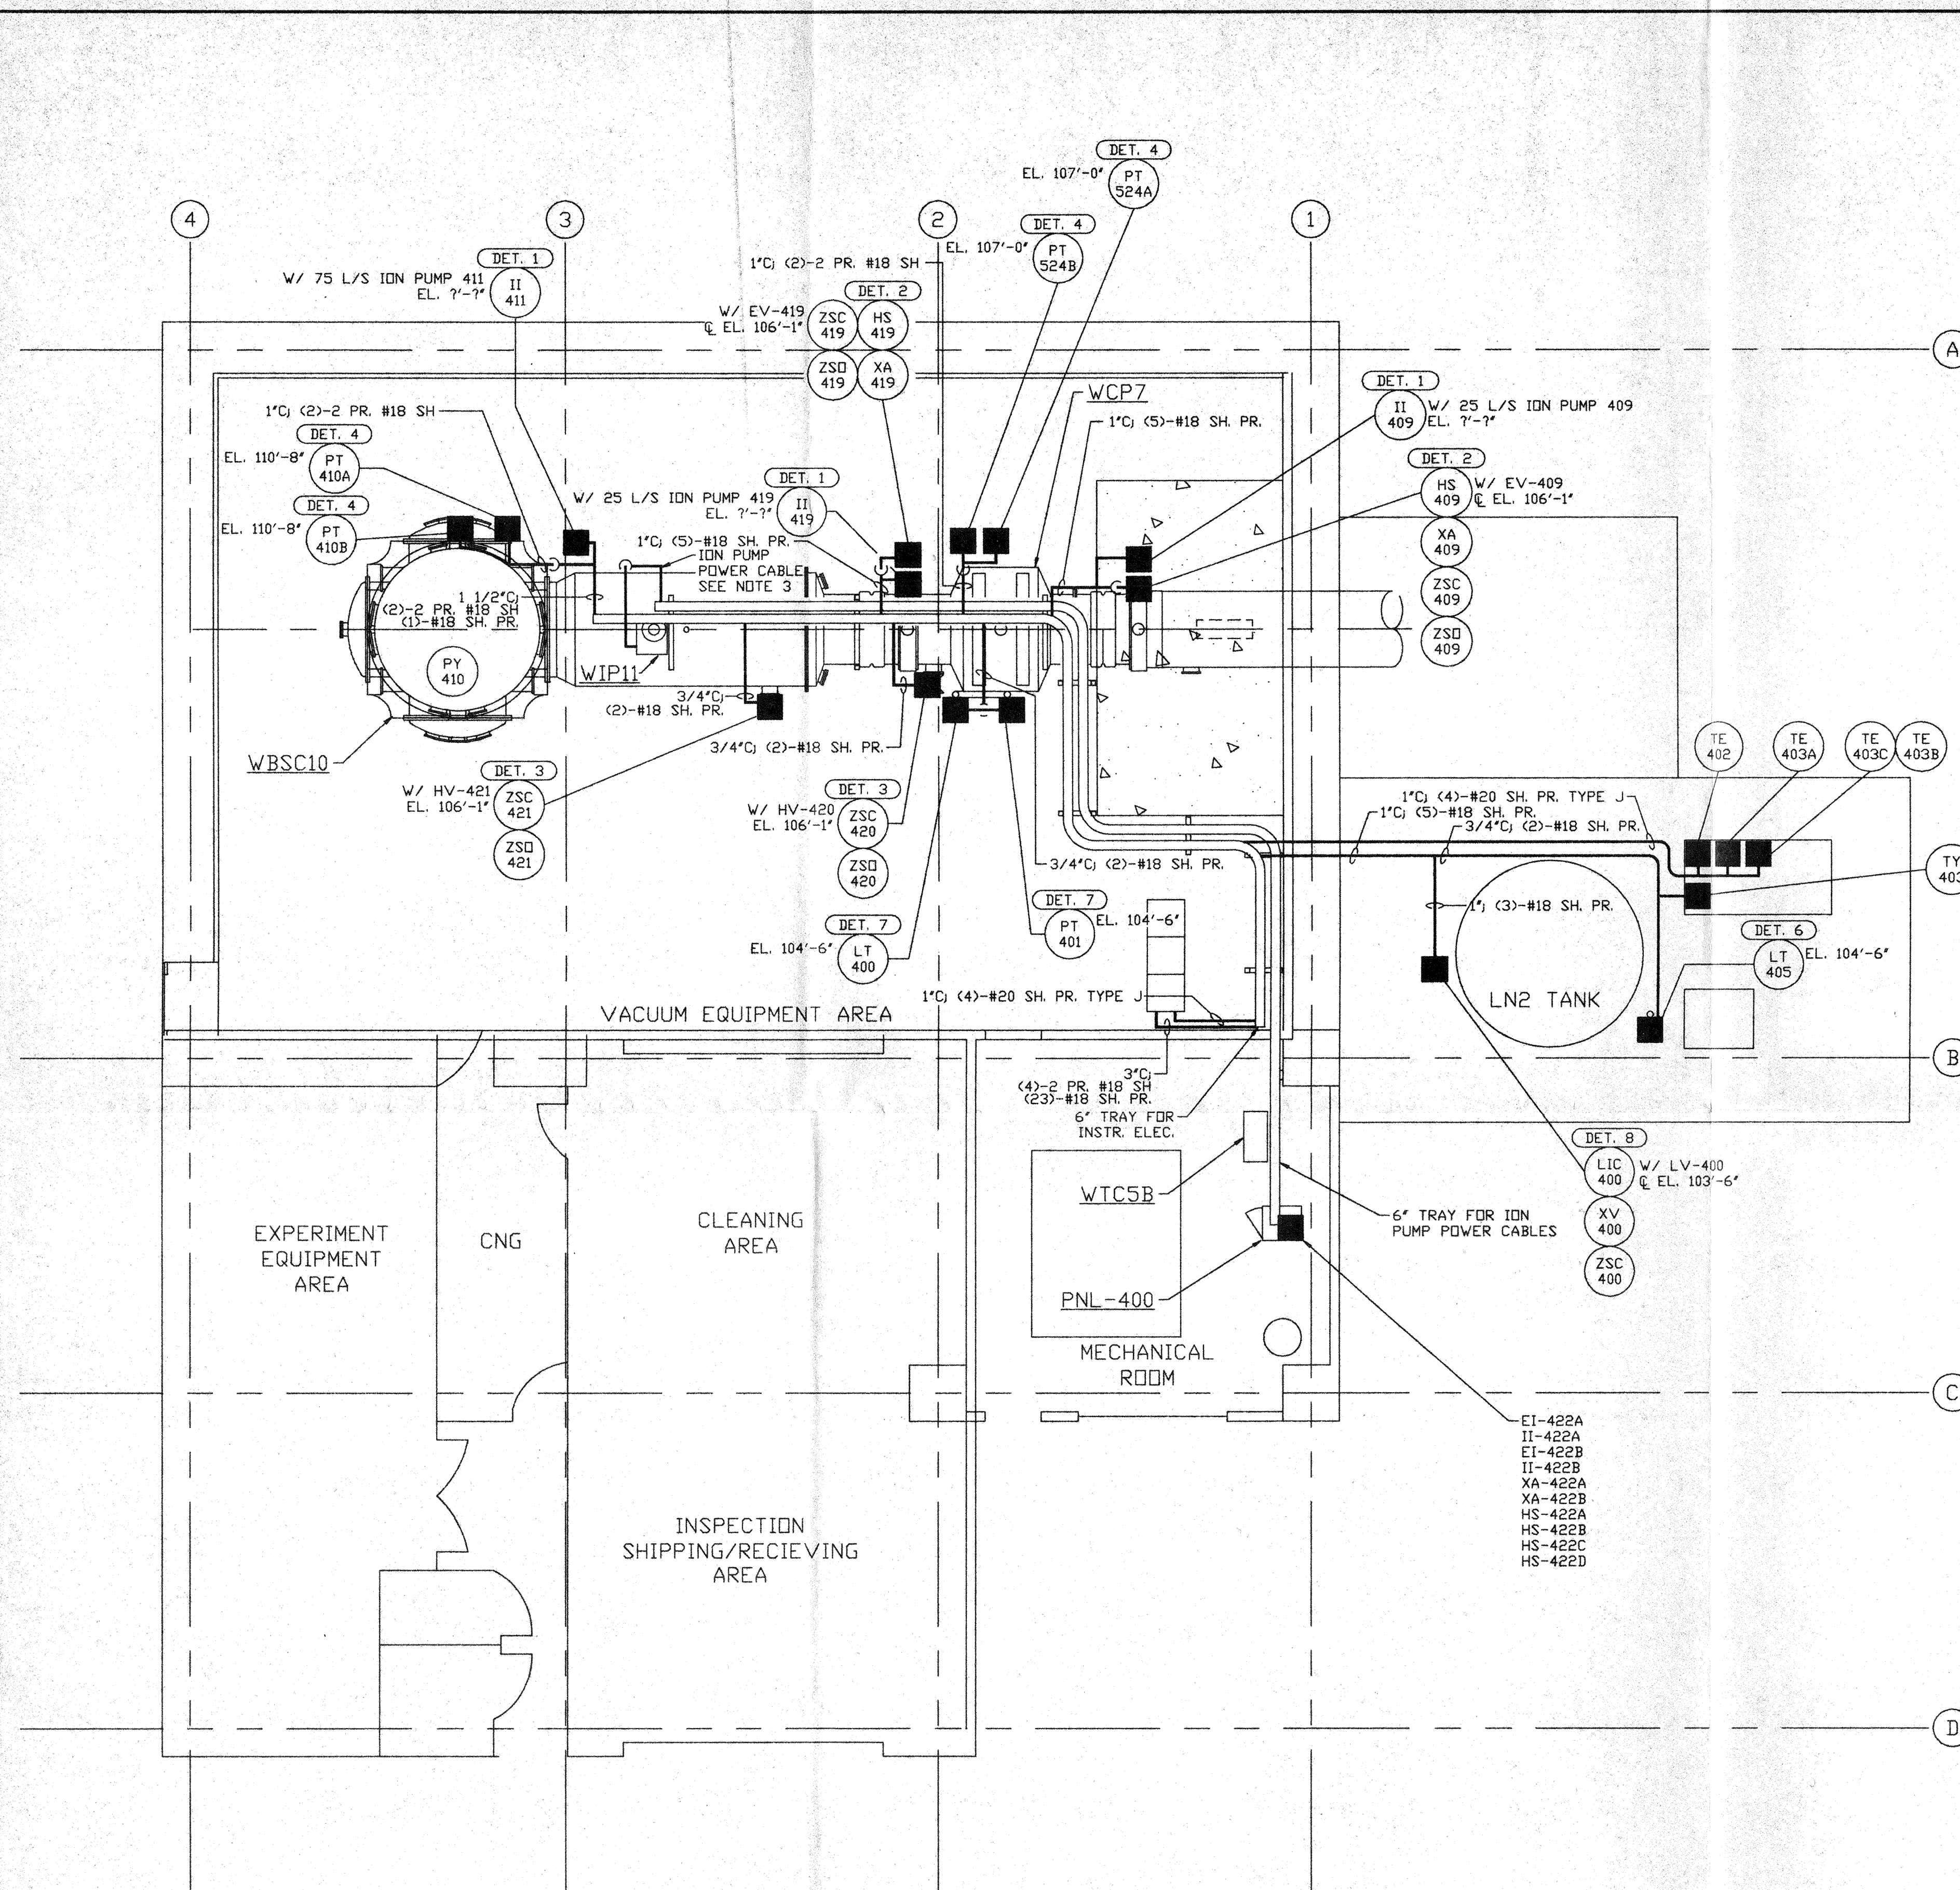 DET. 4
EL. 107'-0"
PT
524A
4
3
2
1
DET. 4
EL. 107'-0"
PT
524B
DET. 1
W/ 75 L/S ION PUMP 411
EL. ?'-?"
II
411
1"C; (2)-2 PR. #18 SH
DET. 2
W/ EV-419
℄ EL. 106'-1"
ZSC
419
HS
419
ZSO
419
XA
419
A
WCP7
1"C; (5)-#18 SH. PR.
DET. 1
II
409
W/ 25 L/S ION PUMP 409
EL. ?'-?"
1"C; (2)-2 PR. #18 SH
DET. 4
EL. 110'-8"
PT
410A
DET. 4
EL. 110'-8"
PT
410B
DET. 1
W/ 25 L/S ION PUMP 419
EL. ?'-?"
II
419
DET. 2
HS
409
W/ EV-409
℄ EL. 106'-1"
XA
409
ZSC
409
ZSO
409
1"C; (5)-#18 SH. PR.
ION PUMP
POWER CABLE
SEE NOTE 3
1 1/2"C;
(2)-2 PR. #18 SH
(1)-#18 SH. PR.
PY
410
WIP11
3/4"C;
(2)-#18 SH. PR.
3/4"C; (2)-#18 SH. PR.
WBSC10
DET. 3
W/ HV-421
EL. 106'-1"
ZSC
421
ZSO
421
DET. 3
W/ HV-420
EL. 106'-1"
ZSC
420
ZSO
420
3/4"C; (2)-#18 SH. PR.
DET. 7
EL. 104'-6"
LT
400
DET. 7
PT
401
EL. 104'-6"
TE
402
TE
403A
TE
403C
TE
403B
1"C; (4)-#20 SH. PR. TYPE J
1"C; (5)-#18 SH. PR.
3/4"C; (2)-#18 SH. PR.
TY
403
1"; (3)-#18 SH. PR.
DET. 6
LT
405
EL. 104'-6"
LN2 TANK
1"C; (4)-#20 SH. PR. TYPE J
VACUUM EQUIPMENT AREA
B
3"C;
(4)-2 PR. #18 SH
(23)-#18 SH. PR.
6" TRAY FOR
INSTR. ELEC.
DET. 8
LIC
400
W/ LV-400
℄ EL. 103'-6"
XV
400
ZSC
400
WTC5B
6" TRAY FOR ION
PUMP POWER CABLES
EXPERIMENT
EQUIPMENT
AREA
CNG
CLEANING
AREA
PNL-400
MECHANICAL
ROOM
C
EI-422A
II-422A
EI-422B
II-422B
XA-422A
XA-422B
HS-422A
HS-422B
HS-422C
HS-422D
INSPECTION
SHIPPING/RECIEVING
AREA
D